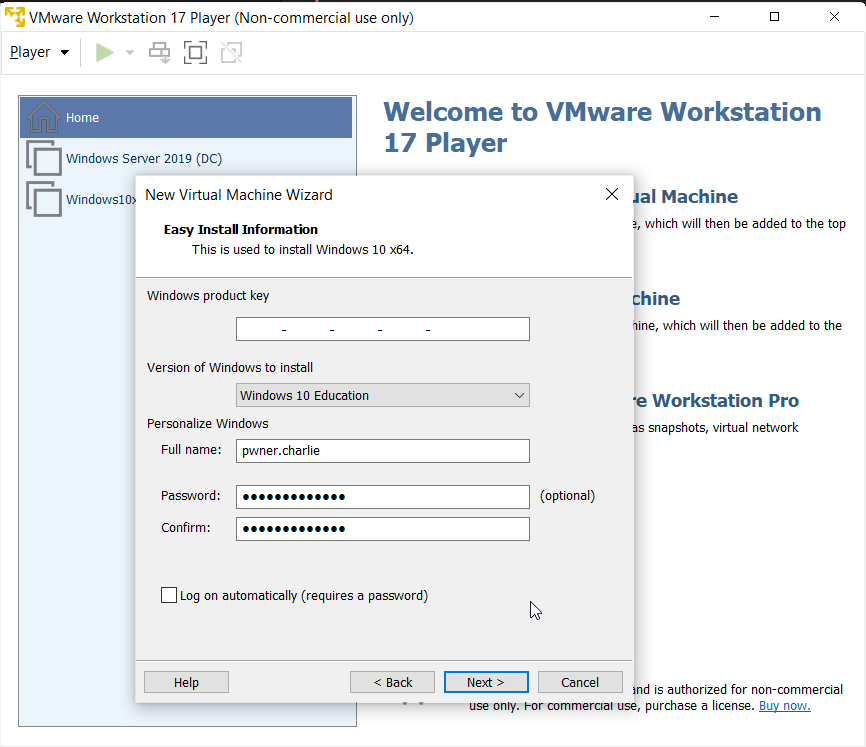 VMware Workstation 17 Player (Non-commercial use only)
Player
Home
Windows Server 2019 (DC)
Windows10x
Welcome to VMware Workstation
17 Player
ual Machine
e, which will then be added to the top
chine
hine, which will then be added to the
re Workstation Pro
as snapshots, virtual network
and is authorized for non-commercial
use only. For commercial use, purchase a license. Buy now.
New Virtual Machine Wizard
Easy Install Information
This is used to install Windows 10 x64.
Windows product key
- - - -
Version of Windows to install
Windows 10 Education
Personalize Windows
Full name: pwner.charlie
Password: ●●●●●●●●●●●●● (optional)
Confirm: ●●●●●●●●●●●●●
Log on automatically (requires a password)
Help < Back Next > Cancel